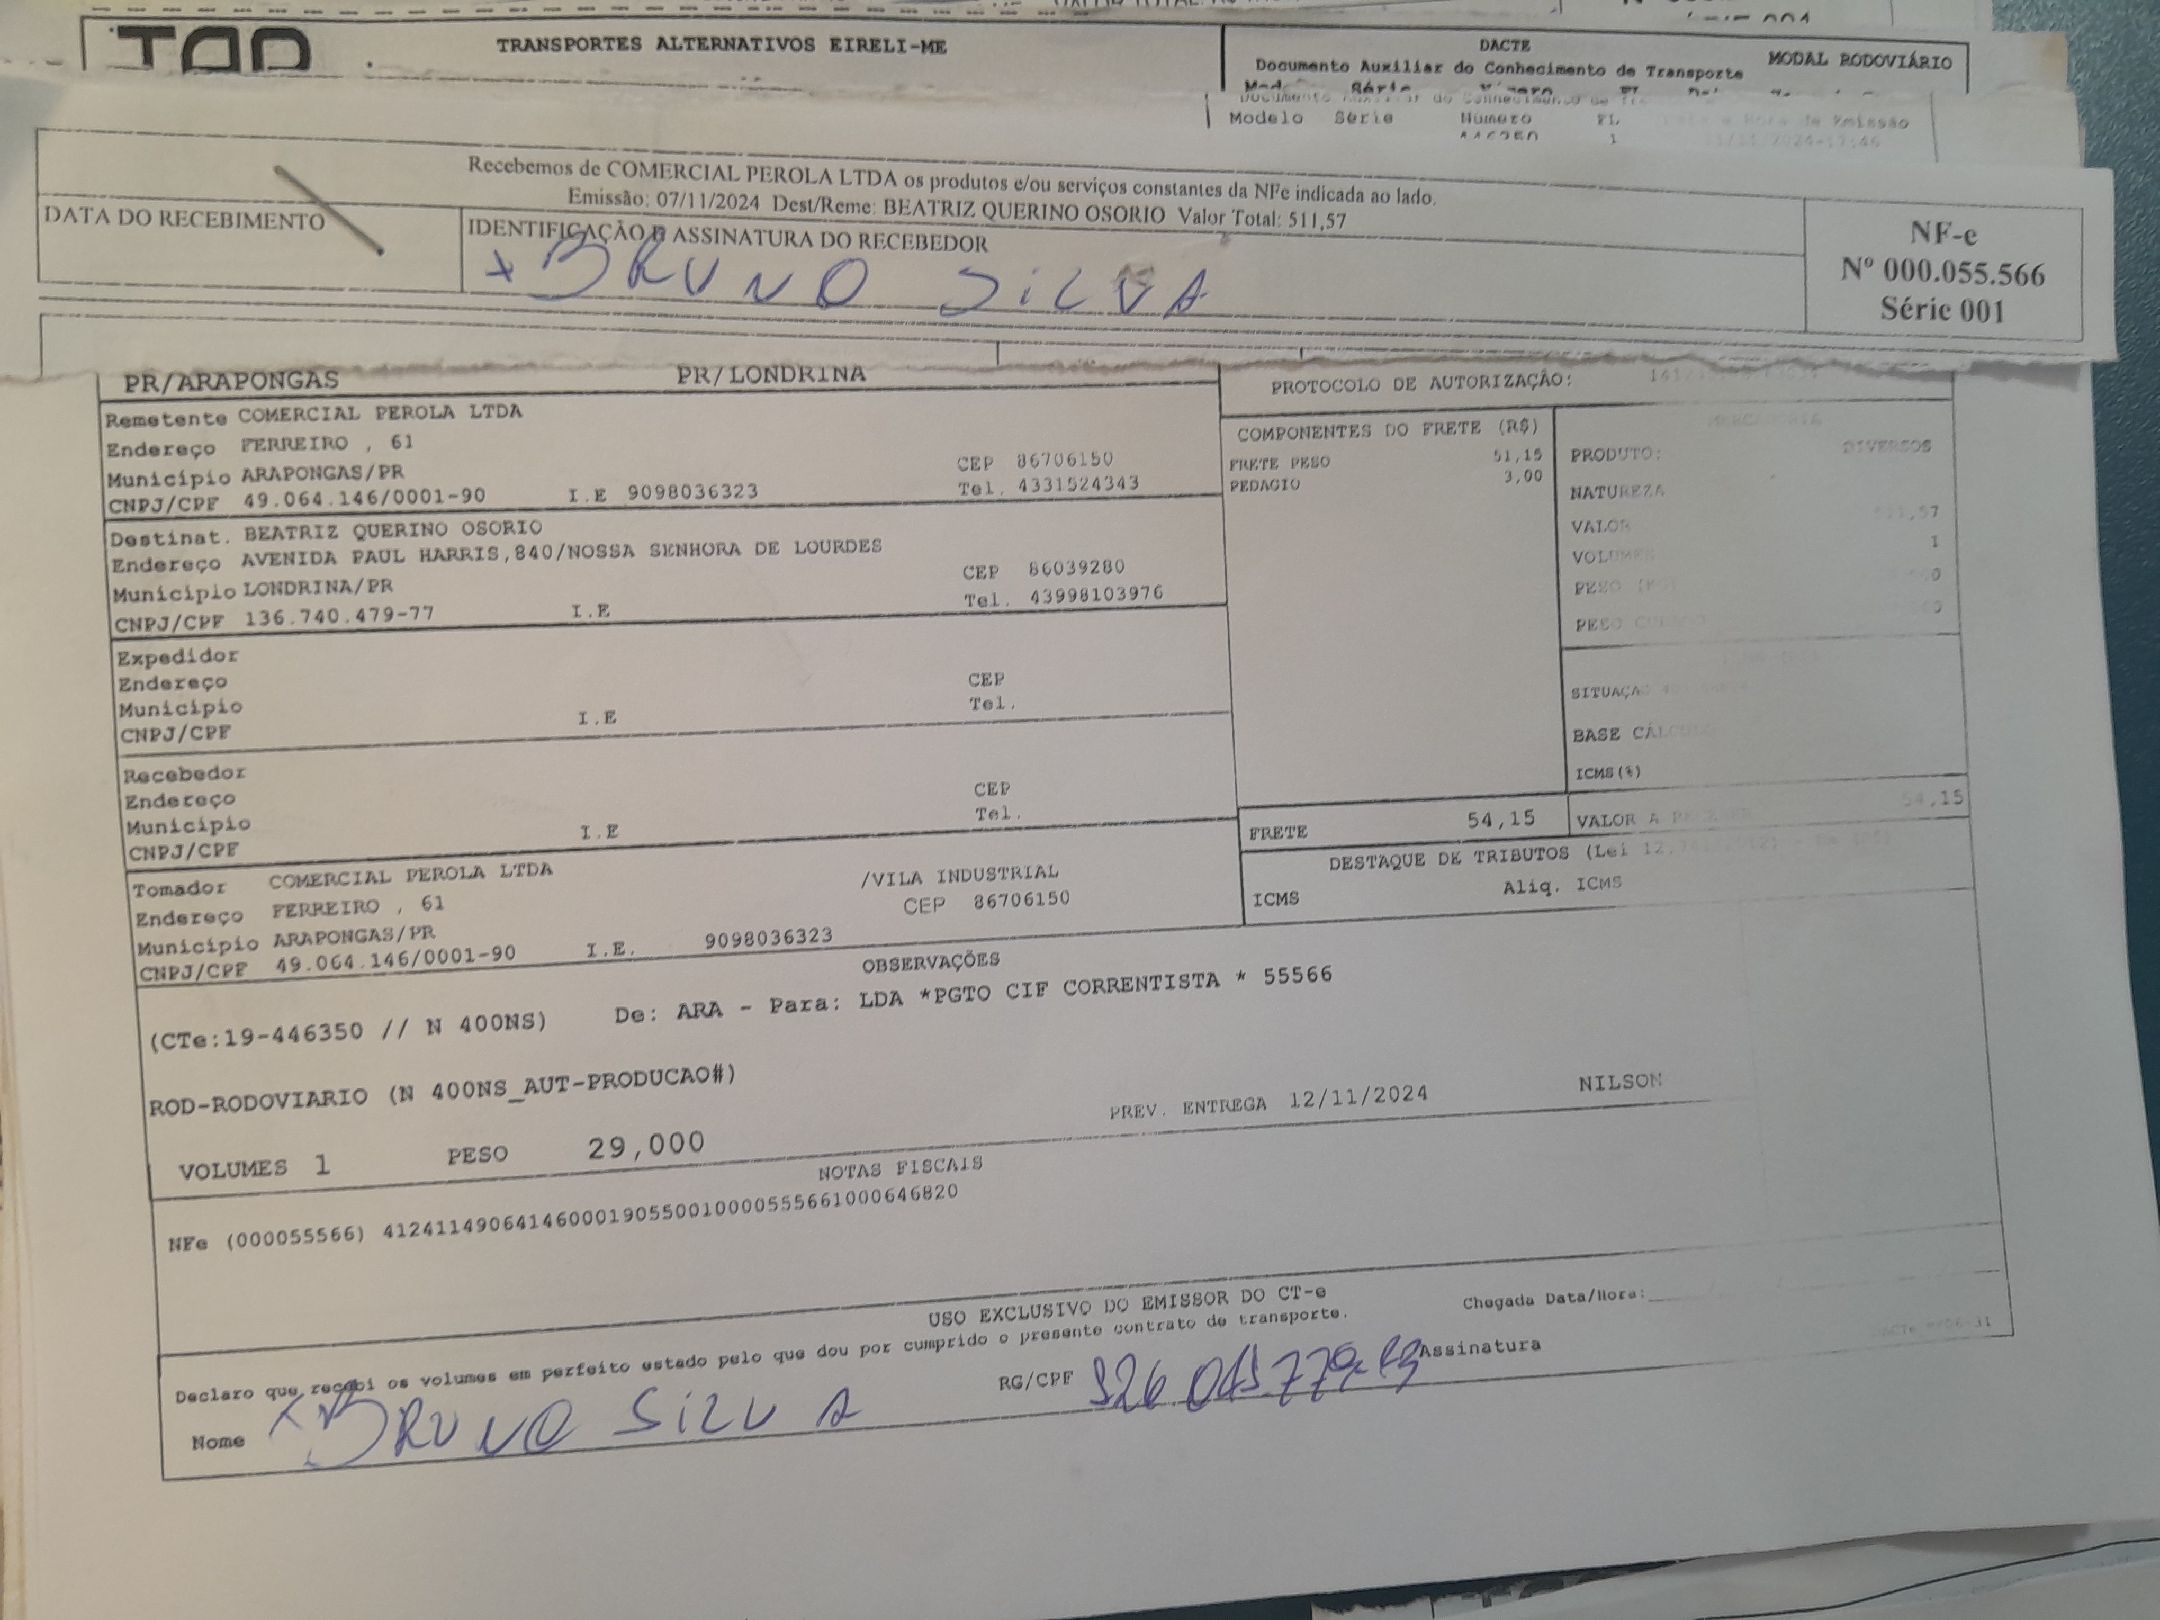 TRANSPORTES ALTERNATIVOS EIRELI-ME
DACTE
MODAL RODOVIÁRIO
Documento Auxiliar do Conhecimento de Transporte
Modelo Série Número FL Emissão
1
Recebemos de COMERCIAL PEROLA LTDA os produtos e/ou serviços constantes da NFe indicada ao lado.
Emissão: 07/11/2024 Dest/Reme: BEATRIZ QUERINO OSORIO Valor Total: 511,57
DATA DO RECEBIMENTO
IDENTIFICAÇÃO E ASSINATURA DO RECEBEDOR
x BRUNO SILVA
NF-e
Nº 000.055.566
Série 001
PR/ARAPONGAS PR/LONDRINA
PROTOCOLO DE AUTORIZAÇÃO:
Remetente COMERCIAL PEROLA LTDA
Endereço FERREIRO , 61
Município ARAPONGAS/PR CEP 86706150
CNPJ/CPF 49.064.146/0001-90 I.E 9098036323 Tel. 4331524343
Destinat. BEATRIZ QUERINO OSORIO
Endereço AVENIDA PAUL HARRIS,840/NOSSA SENHORA DE LOURDES
Município LONDRINA/PR CEP 86039280
CNPJ/CPF 136.740.479-77 I.E Tel. 43998103976
Expedidor
Endereço CEP
Município Tel.
CNPJ/CPF I.E
Recebedor
Endereço CEP
Município Tel.
CNPJ/CPF I.E
Tomador COMERCIAL PEROLA LTDA /VILA INDUSTRIAL
Endereço FERREIRO , 61 CEP 86706150
Município ARAPONGAS/PR
CNPJ/CPF 49.064.146/0001-90 I.E. 9098036323
COMPONENTES DO FRETE (R$)
FRETE PESO 51,15
PEDAGIO 3,00
MERCADORIA
PRODUTO: DIVERSOS
NATUREZA
VALOR
VOLUMES 1
PESO
PESO
SITUAÇÃO
BASE CÁLCULO
ICMS(%)
FRETE 54,15 VALOR A RECEBER 54,15
DESTAQUE DE TRIBUTOS (Lei
ICMS Aliq. ICMS
OBSERVAÇÕES
(CTe:19-446350 // N 400NS) De: ARA - Para: LDA *PGTO CIF CORRENTISTA * 55566
ROD-RODOVIARIO (N 400NS_AUT-PRODUCAO#)
PREV. ENTREGA 12/11/2024 NILSON
VOLUMES 1 PESO 29,000
NOTAS FISCAIS
NFe (000055566) 41241149064146000190550010000555661000646820
USO EXCLUSIVO DO EMISSOR DO CT-e
Declaro que recebi os volumes em perfeito estado pelo que dou por cumprido o presente contrato de transporte.
Chegada Data/Hora:
Nome x BRUNO SILVA RG/CPF Assinatura